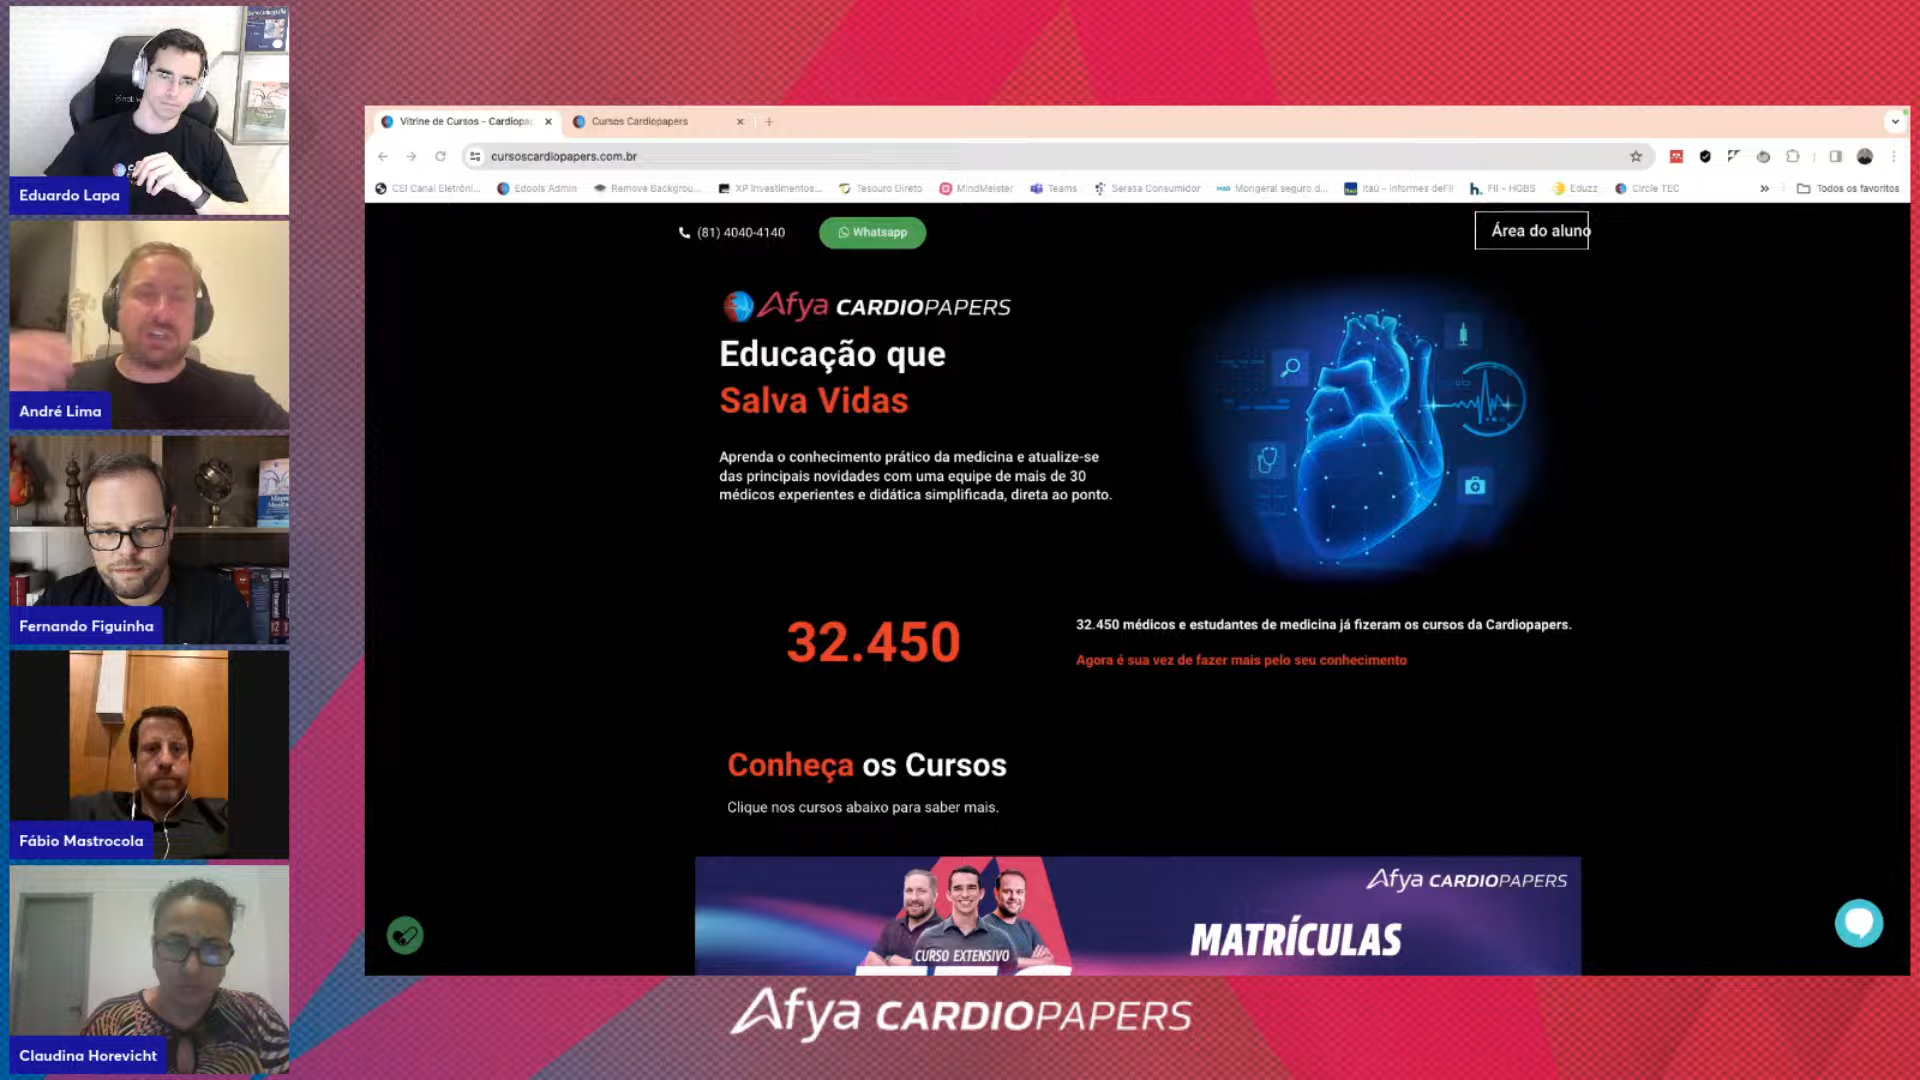 Eduardo Lapa
André Lima
Fernando Figuinha
Fábio Mastrocola
Claudina Horevicht
Vitrine de Cursos - Cardiopa
Cursos Cardiopapers
cursoscardiopapers.com.br
CEI Canal Eletrôni... Edools Admin Remove Backgrou... XP Investimentos... Tesouro Direto MindMeister Teams Serasa Consumidor Mongeral seguro d... Itaú - Informes deFII FII - HGBS Eduzz Circle TEC » Todos os favoritos
(81) 4040-4140 Whatsapp Área do aluno
Afya CARDIOPAPERS
Educação que
Salva Vidas
Aprenda o conhecimento prático da medicina e atualize-se
das principais novidades com uma equipe de mais de 30
médicos experientes e didática simplificada, direta ao ponto.
32.450
32.450 médicos e estudantes de medicina já fizeram os cursos da Cardiopapers.
Agora é sua vez de fazer mais pelo seu conhecimento
Conheça os Cursos
Clique nos cursos abaixo para saber mais.
Afya CARDIOPAPERS
CURSO EXTENSIVO
MATRÍCULAS
Afya CARDIOPAPERS